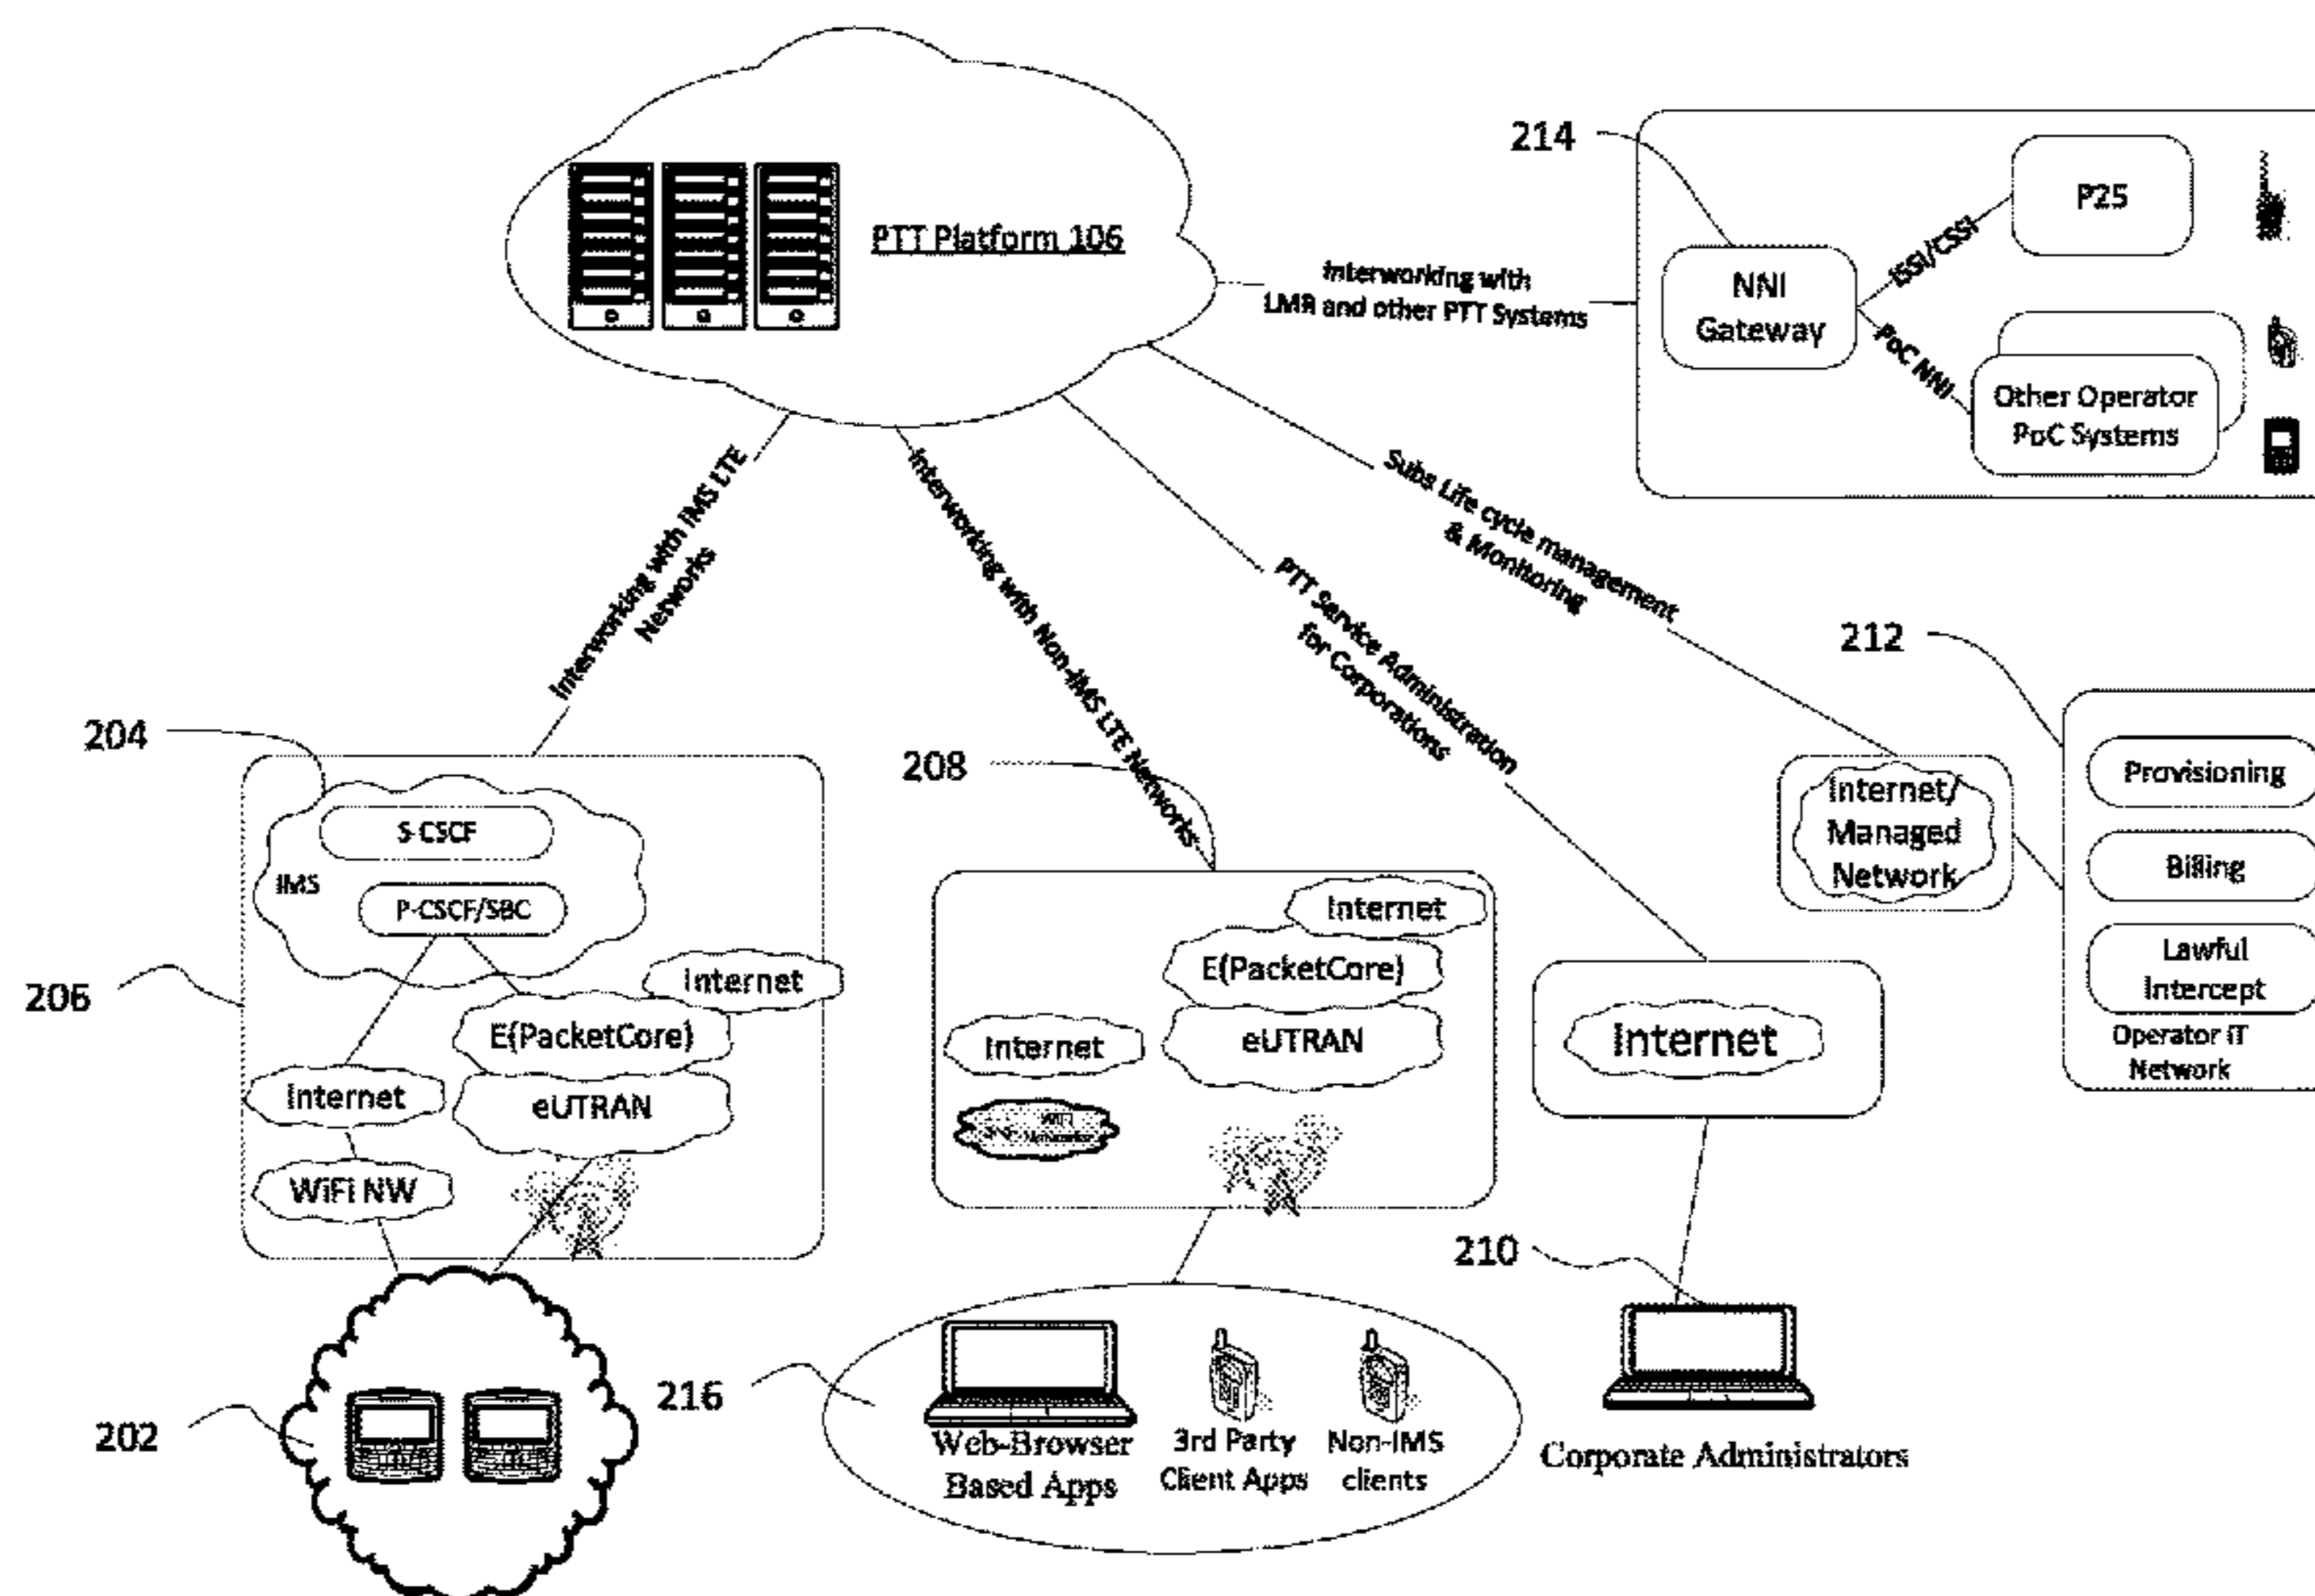 PTT Platform 106
214
P25
ISSI/CSSI
NNI
Gateway
Interworking with
LMR and other PTT Systems
PoC NNI
Other Operator
PoC Systems
Interworking with IMS LTE
Networks
Interworking with Non-IMS LTE Networks
PTT Service Administration
for Corporations
Subs Life cycle management
& Monitoring
212
204
208
Internet/
Managed
Network
Provisioning
Billing
Lawful
Intercept
Operator IT
Network
S-CSCF
IMS
P-CSCF/SBC
206
Internet
E(PacketCore)
eUTRAN
Internet
WiFi NW
Internet
E(PacketCore)
eUTRAN
Internet
Internet
210
202
216
Web-Browser
Based Apps
3rd Party
Client Apps
Non-IMS
clients
Corporate Administrators